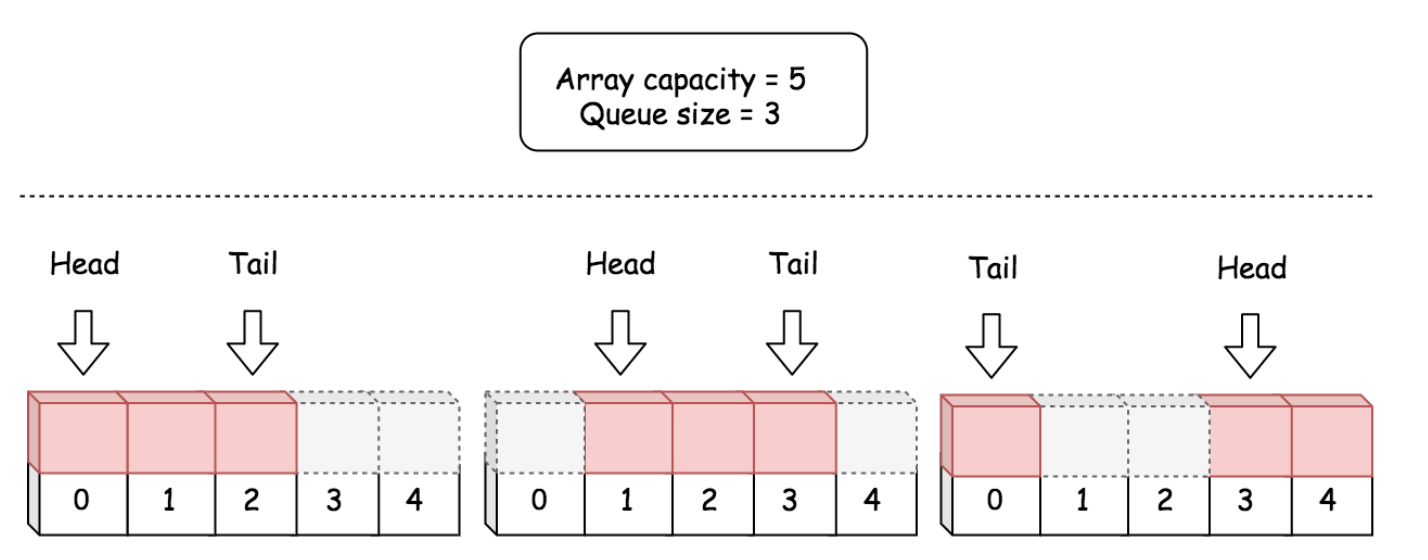 Array capacity = 5
Queue size = 3
Head Tail Head Tail Tail Head
0 1 2 3 4 0 1 2 3 4 0 1 2 3 4